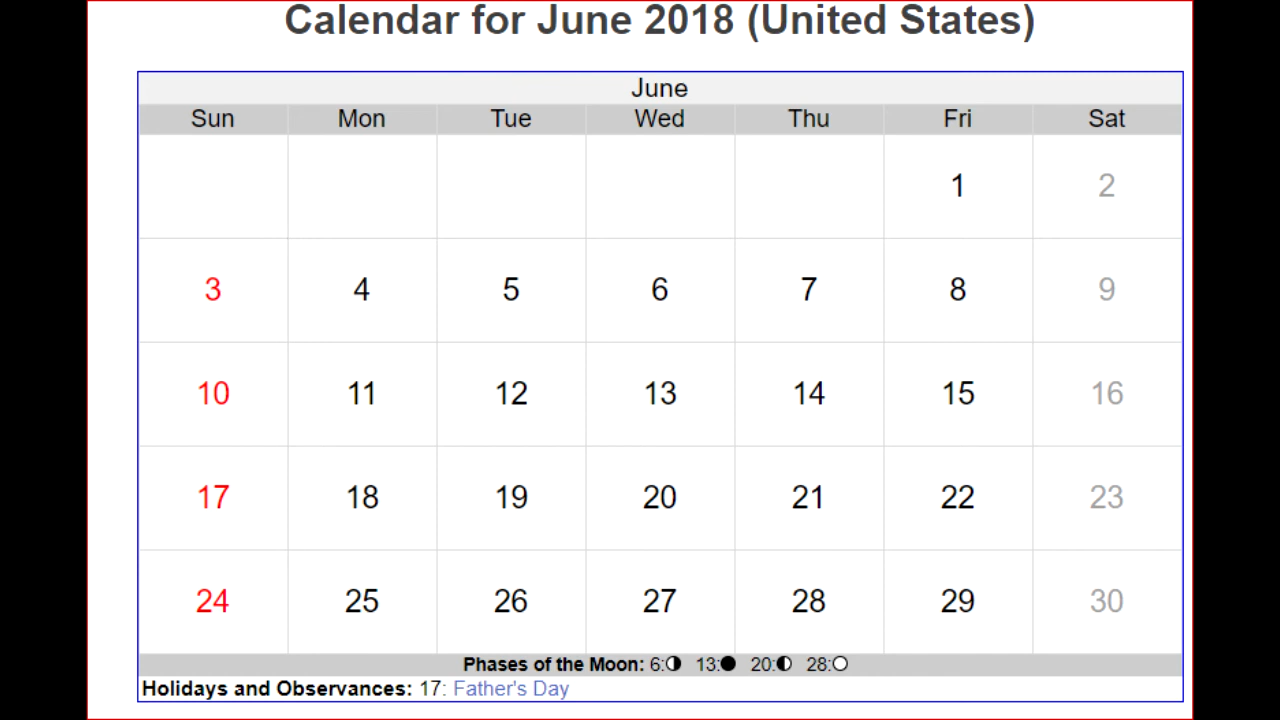 Calendar for June 2018 (United States)
June
Sun Mon Tue Wed Thu Fri Sat
1 2
3 4 5 6 7 8 9
10 11 12 13 14 15 16
17 18 19 20 21 22 23
24 25 26 27 28 29 30
Phases of the Moon: 6:◑ 13:● 20:◐ 28:○
Holidays and Observances: 17: Father's Day